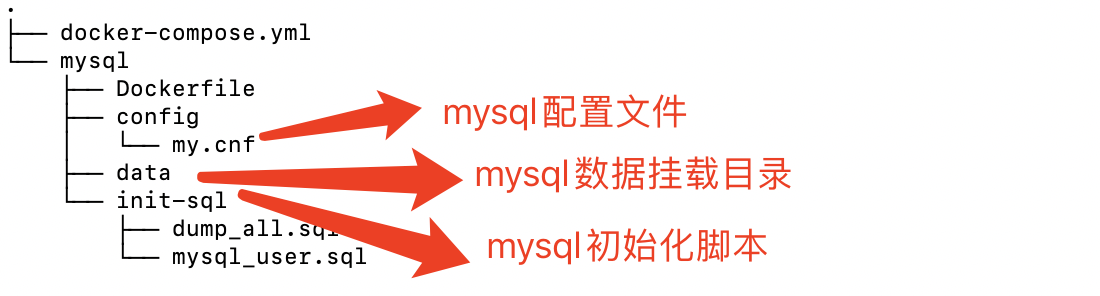 .
├── docker-compose.yml
└── mysql
    ├── Dockerfile
    ├── config
    │   └── my.cnf
    ├── data
    └── init-sql
        ├── dump_all.sql
        └── mysql_user.sql
mysql配置文件
mysql数据挂载目录
mysql初始化脚本